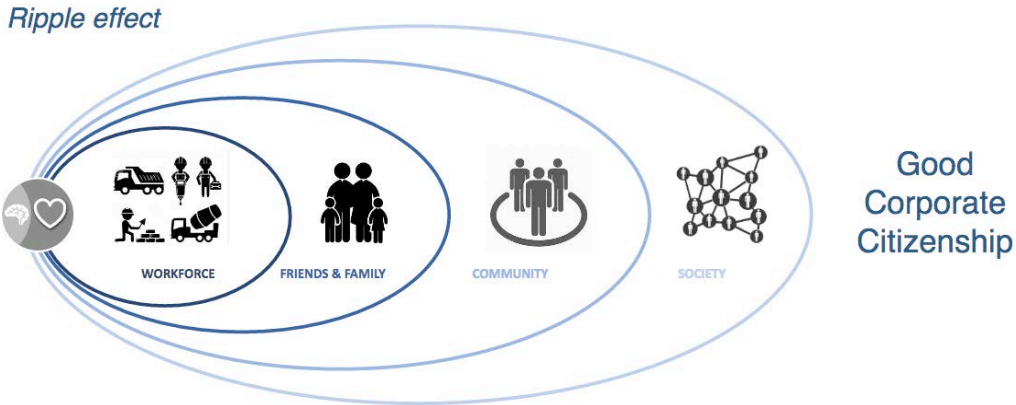 Ripple effect
WORKFORCE
FRIENDS & FAMILY
COMMUNITY
SOCIETY
Good
Corporate
Citizenship